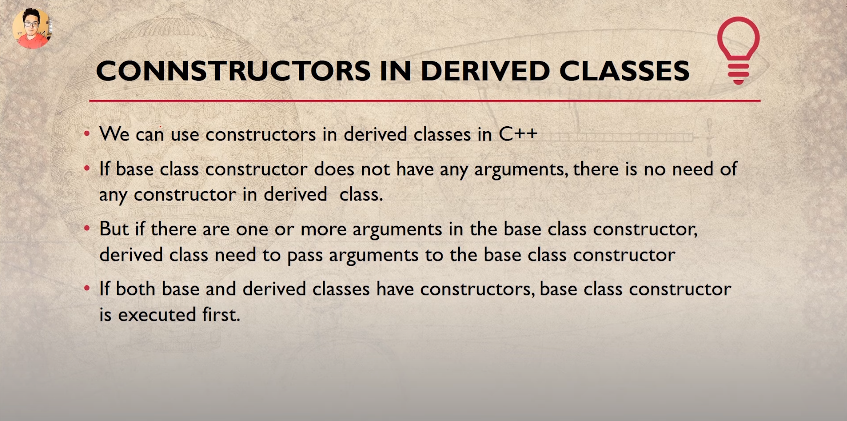 CONNSTRUCTORS IN DERIVED CLASSES
• We can use constructors in derived classes in C++
• If base class constructor does not have any arguments, there is no need of
any constructor in derived class.
• But if there are one or more arguments in the base class constructor,
derived class need to pass arguments to the base class constructor
• If both base and derived classes have constructors, base class constructor
is executed first.